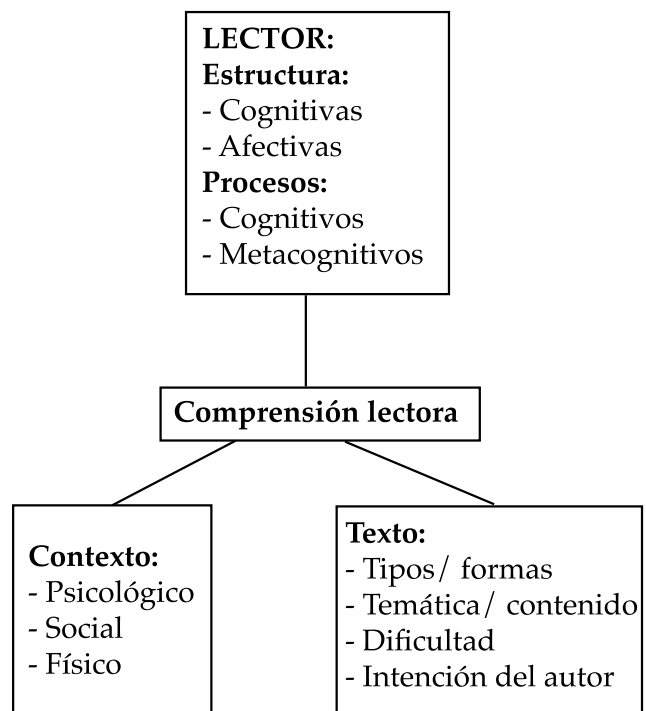 LECTOR:
Estructura:
- Cognitivas
- Afectivas
Procesos:
- Cognitivos
- Metacognitivos
Comprensión lectora
Contexto:
- Psicológico
- Social
- Físico
Texto:
- Tipos/ formas
- Temática/ contenido
- Dificultad
- Intención del autor